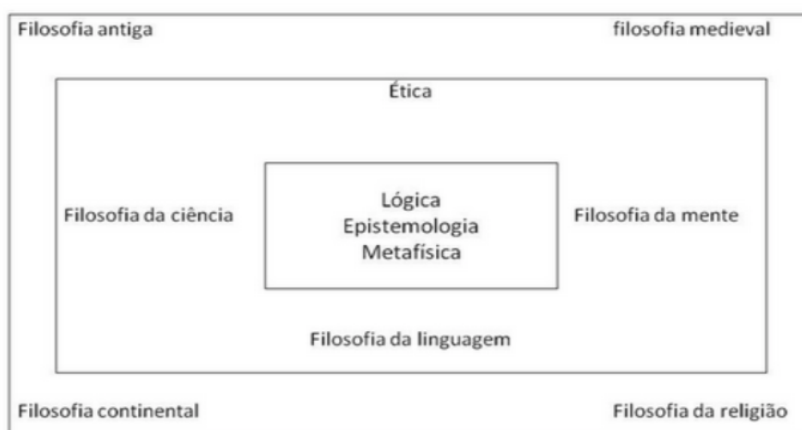 Filosofia antiga
filosofia medieval
Ética
Filosofia da ciência
Lógica
Epistemologia
Metafísica
Filosofia da mente
Filosofia da linguagem
Filosofia continental
Filosofia da religião